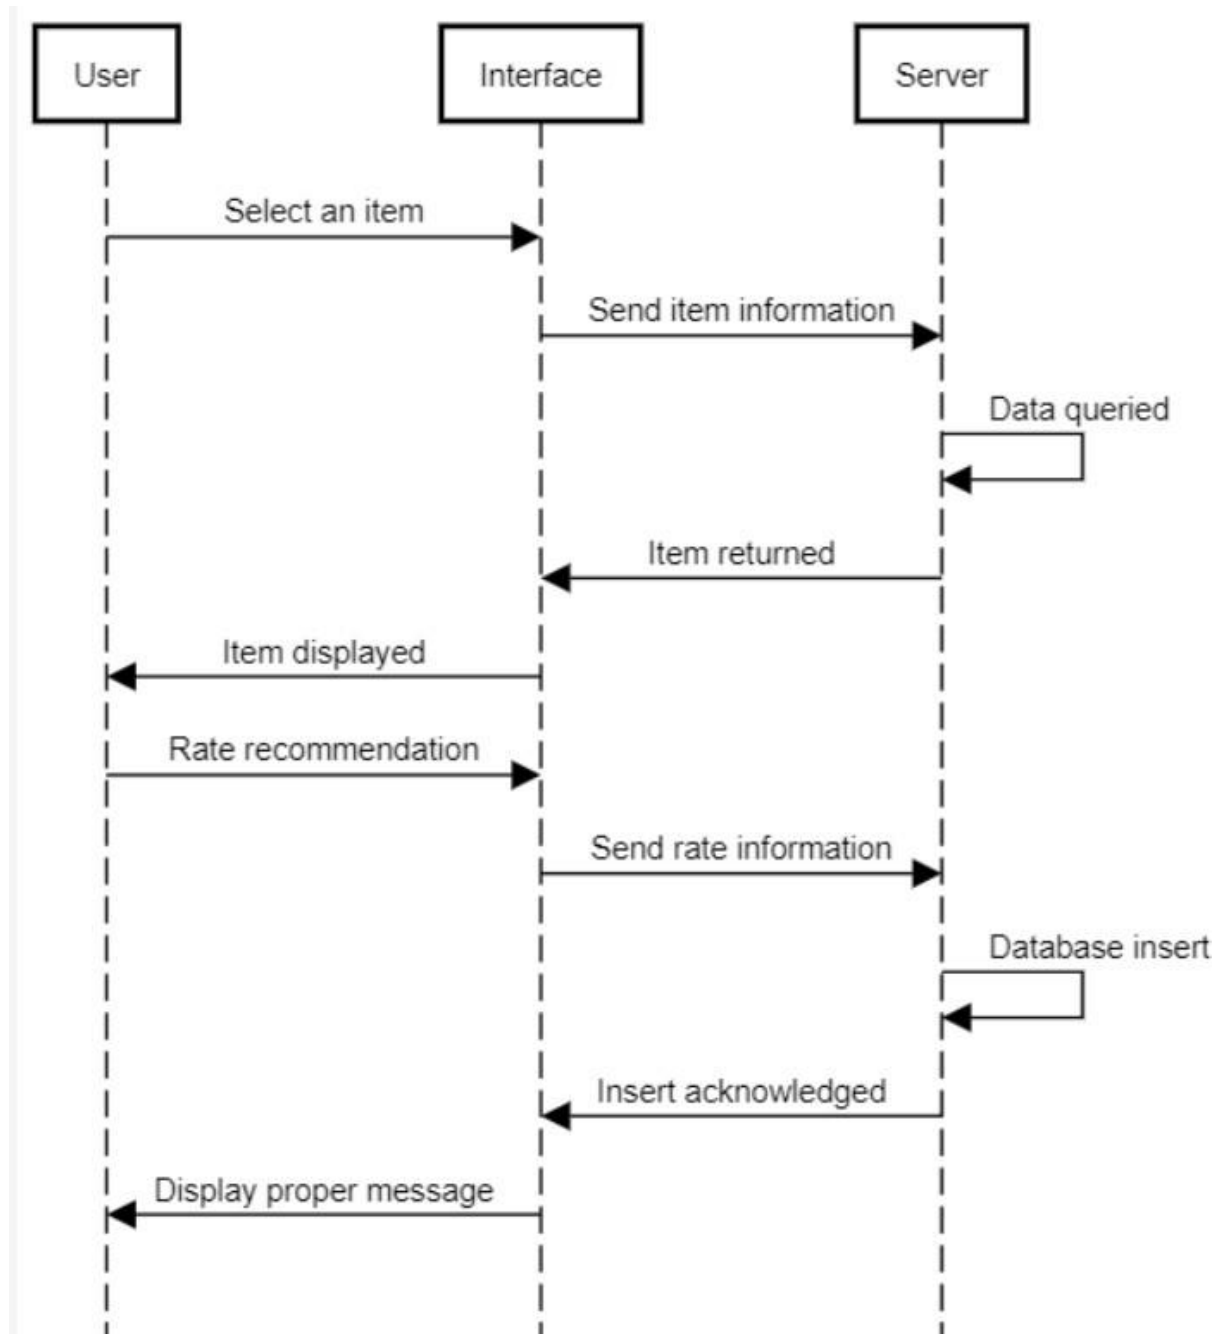 User
Interface
Server
Select an item
Send item information
Data queried
Item returned
Item displayed
Rate recommendation
Send rate information
Database insert
Insert acknowledged
Display proper message